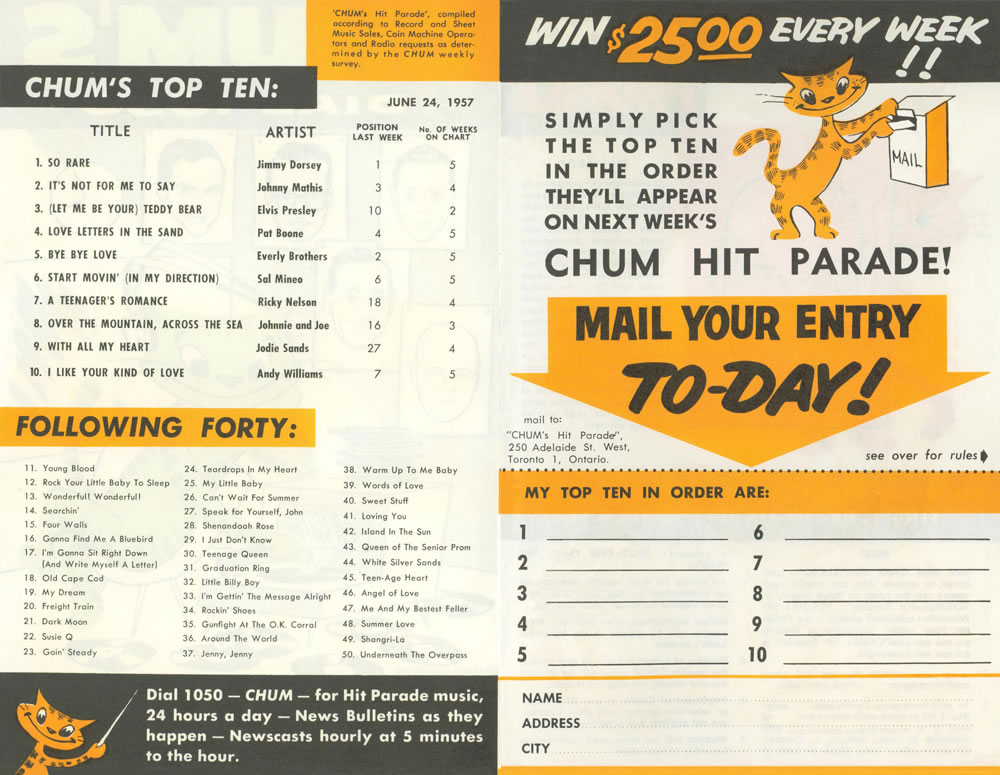 'CHUM's Hit Parade', compiled
according to Record and Sheet
Music Sales, Coin Machine Opera-
tors and Radio requests as deter-
mined by the CHUM weekly
survey.
CHUM'S TOP TEN:
JUNE 24, 1957
TITLE ARTIST POSITION LAST WEEK No. OF WEEKS ON CHART
1. SO RARE Jimmy Dorsey 1 5
2. IT'S NOT FOR ME TO SAY Johnny Mathis 3 4
3. (LET ME BE YOUR) TEDDY BEAR Elvis Presley 10 2
4. LOVE LETTERS IN THE SAND Pat Boone 4 5
5. BYE BYE LOVE Everly Brothers 2 5
6. START MOVIN' (IN MY DIRECTION) Sal Mineo 6 5
7. A TEENAGER'S ROMANCE Ricky Nelson 18 4
8. OVER THE MOUNTAIN, ACROSS THE SEA Johnnie and Joe 16 3
9. WITH ALL MY HEART Jodie Sands 27 4
10. I LIKE YOUR KIND OF LOVE Andy Williams 7 5
FOLLOWING FORTY:
11. Young Blood
12. Rock Your Little Baby To Sleep
13. Wonderful! Wonderful!
14. Searchin'
15. Four Walls
16. Gonna Find Me A Bluebird
17. I'm Gonna Sit Right Down
(And Write Myself A Letter)
18. Old Cape Cod
19. My Dream
20. Freight Train
21. Dark Moon
22. Susie Q
23. Goin' Steady
24. Teardrops In My Heart
25. My Little Baby
26. Can't Wait For Summer
27. Speak for Yourself, John
28. Shenandoah Rose
29. I Just Don't Know
30. Teenage Queen
31. Graduation Ring
32. Little Billy Boy
33. I'm Gettin' The Message Alright
34. Rockin' Shoes
35. Gunfight At The O.K. Corral
36. Around The World
37. Jenny, Jenny
38. Warm Up To Me Baby
39. Words of Love
40. Sweet Stuff
41. Loving You
42. Island In The Sun
43. Queen of The Senior Prom
44. White Silver Sands
45. Teen-Age Heart
46. Angel of Love
47. Me And My Bestest Feller
48. Summer Love
49. Shangri-La
50. Underneath The Overpass
Dial 1050 — CHUM — for Hit Parade music,
24 hours a day — News Bulletins as they
happen — Newscasts hourly at 5 minutes
to the hour.
WIN $2500 EVERY WEEK!!
SIMPLY PICK
THE TOP TEN
IN THE ORDER
THEY'LL APPEAR
ON NEXT WEEK'S
CHUM HIT PARADE!
MAIL
MAIL YOUR ENTRY
TO-DAY!
mail to:
"CHUM's Hit Parade",
250 Adelaide St. West,
Toronto 1, Ontario.
see over for rules
MY TOP TEN IN ORDER ARE:
1 6
2 7
3 8
4 9
5 10
NAME
ADDRESS
CITY